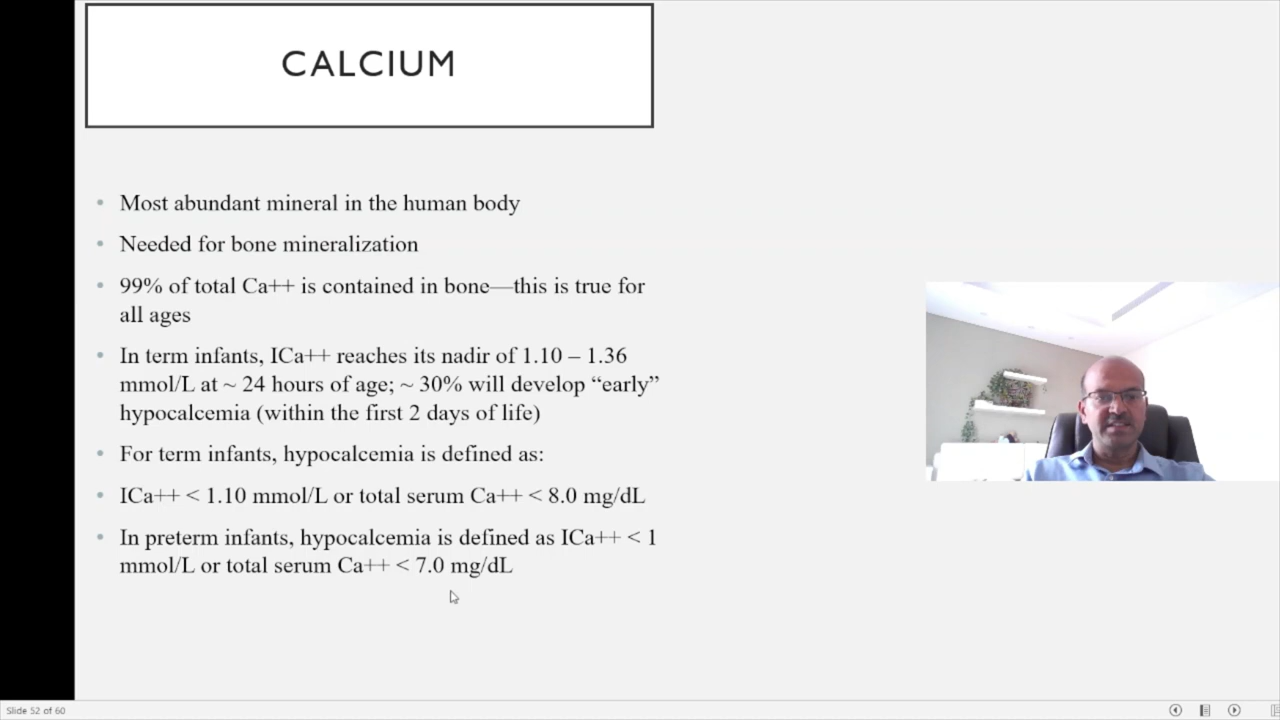 CALCIUM
• Most abundant mineral in the human body
• Needed for bone mineralization
• 99% of total Ca++ is contained in bone—this is true for
all ages
• In term infants, ICa++ reaches its nadir of 1.10 – 1.36
mmol/L at ~ 24 hours of age; ~ 30% will develop “early”
hypocalcemia (within the first 2 days of life)
• For term infants, hypocalcemia is defined as:
• ICa++ < 1.10 mmol/L or total serum Ca++ < 8.0 mg/dL
• In preterm infants, hypocalcemia is defined as ICa++ < 1
mmol/L or total serum Ca++ < 7.0 mg/dL
Slide 52 of 60